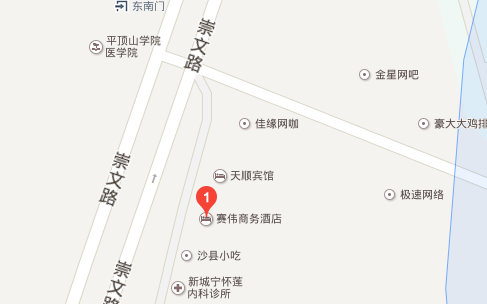 东南门
崇文路
平顶山学院
医学院
金星网吧
佳缘网咖
豪大大鸡排
崇文路
天顺宾馆
极速网络
1
赛伟商务酒店
沙县小吃
崇文路
新城宁怀莲
内科诊所